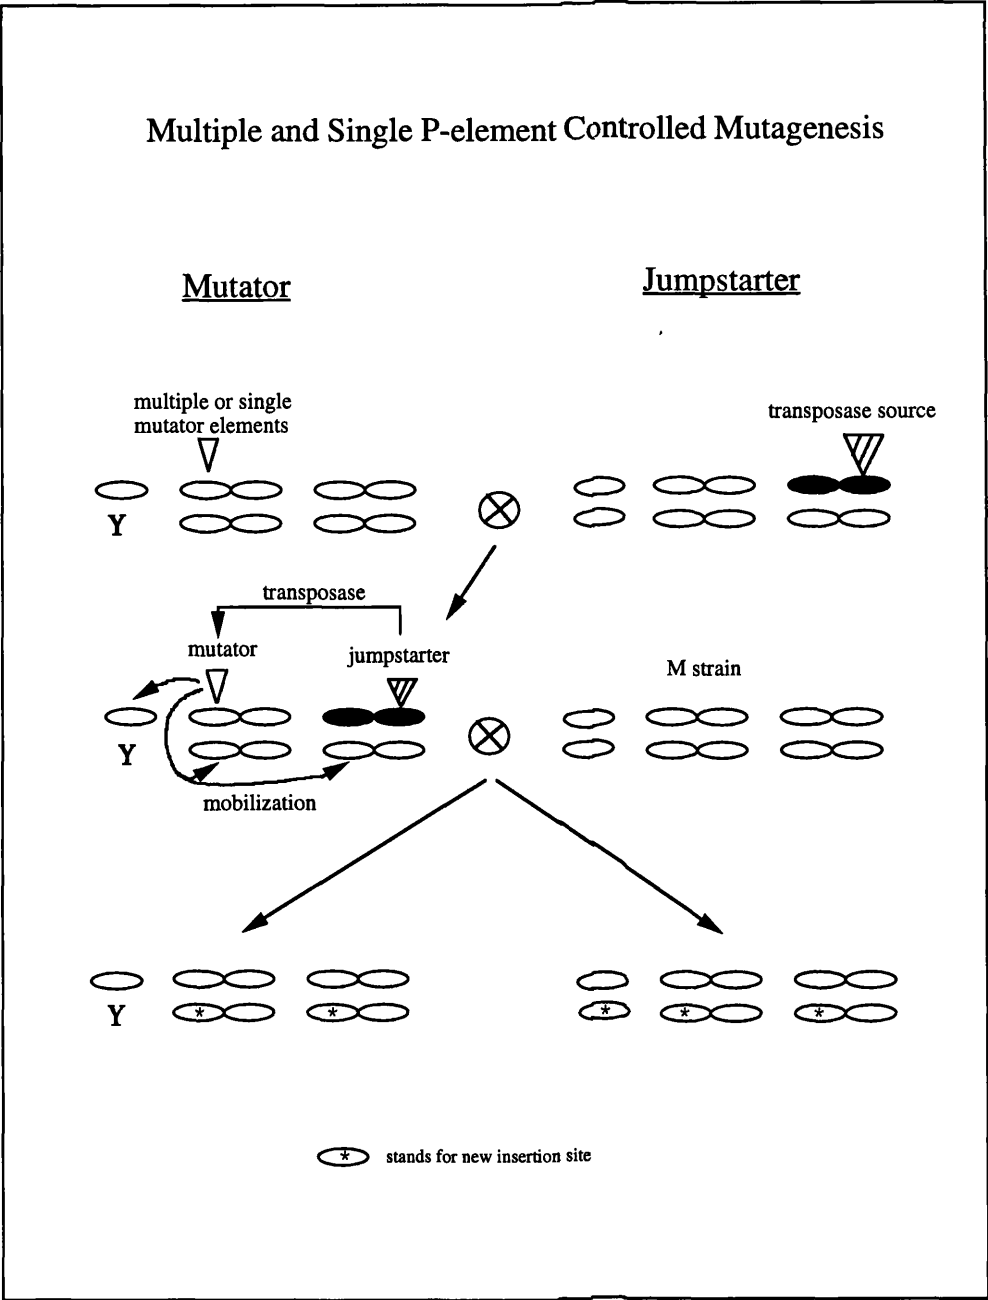 Multiple and Single P-element Controlled Mutagenesis
Mutator
Jumpstarter
multiple or single
mutator elements
transposase source
Y
transposase
mutator
jumpstarter
M strain
Y
mobilization
Y
* *
* * *
* stands for new insertion site